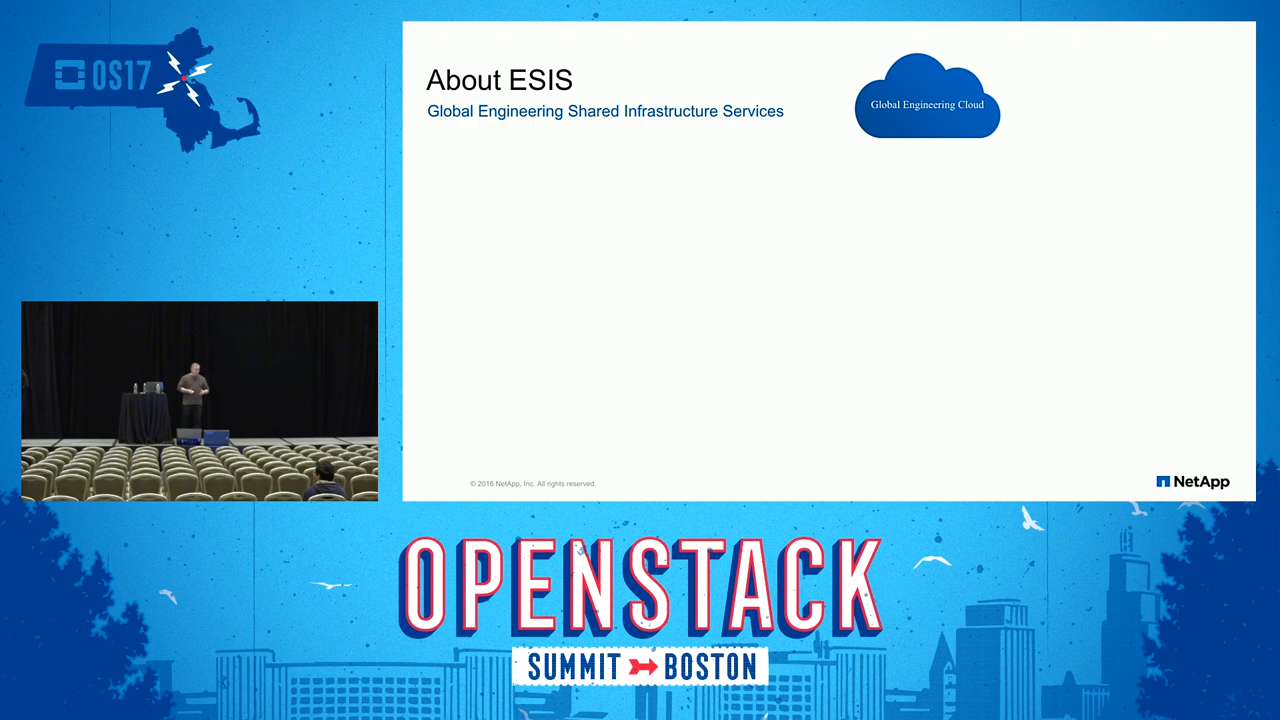 OS17
About ESIS
Global Engineering Shared Infrastructure Services
Global Engineering Cloud
© 2016 NetApp, Inc. All rights reserved.
NetApp
OPENSTACK
SUMMIT BOSTON